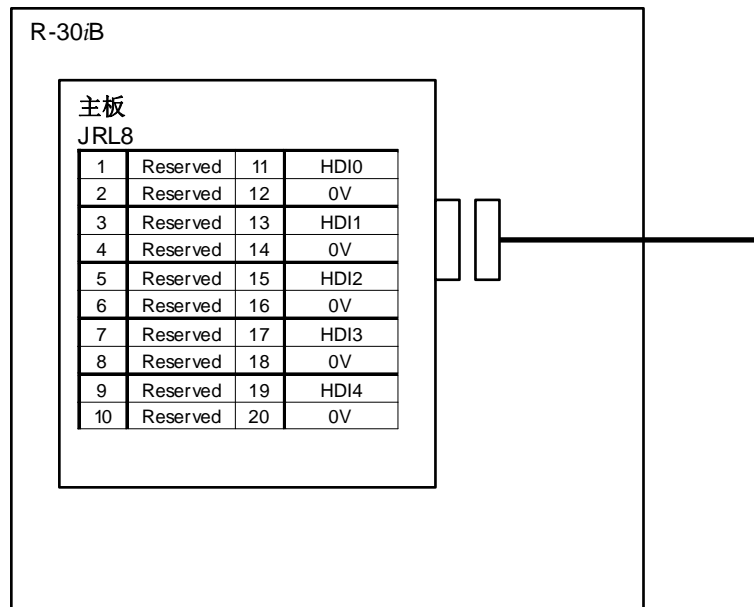 R-30iB
主板
JRL8
1 Reserved 11 HDI0
2 Reserved 12 0V
3 Reserved 13 HDI1
4 Reserved 14 0V
5 Reserved 15 HDI2
6 Reserved 16 0V
7 Reserved 17 HDI3
8 Reserved 18 0V
9 Reserved 19 HDI4
10 Reserved 20 0V